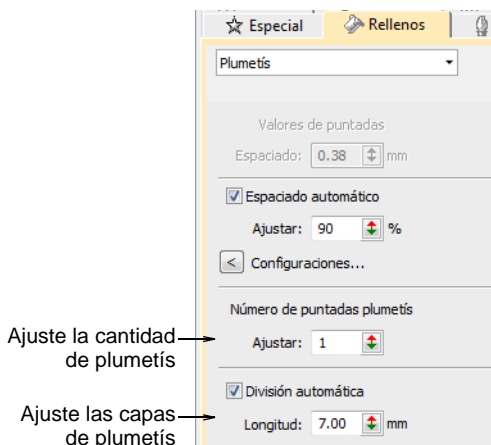 Especial
Rellenos
Plumetís
Valores de puntadas
Espaciado: 0.38 mm
Espaciado automático
Ajustar: 90 %
< Configuraciones...
Número de puntadas plumetís
Ajuste la cantidad
de plumetís
Ajustar: 1
División automática
Ajuste las capas
de plumetís
Longitud: 7.00 mm